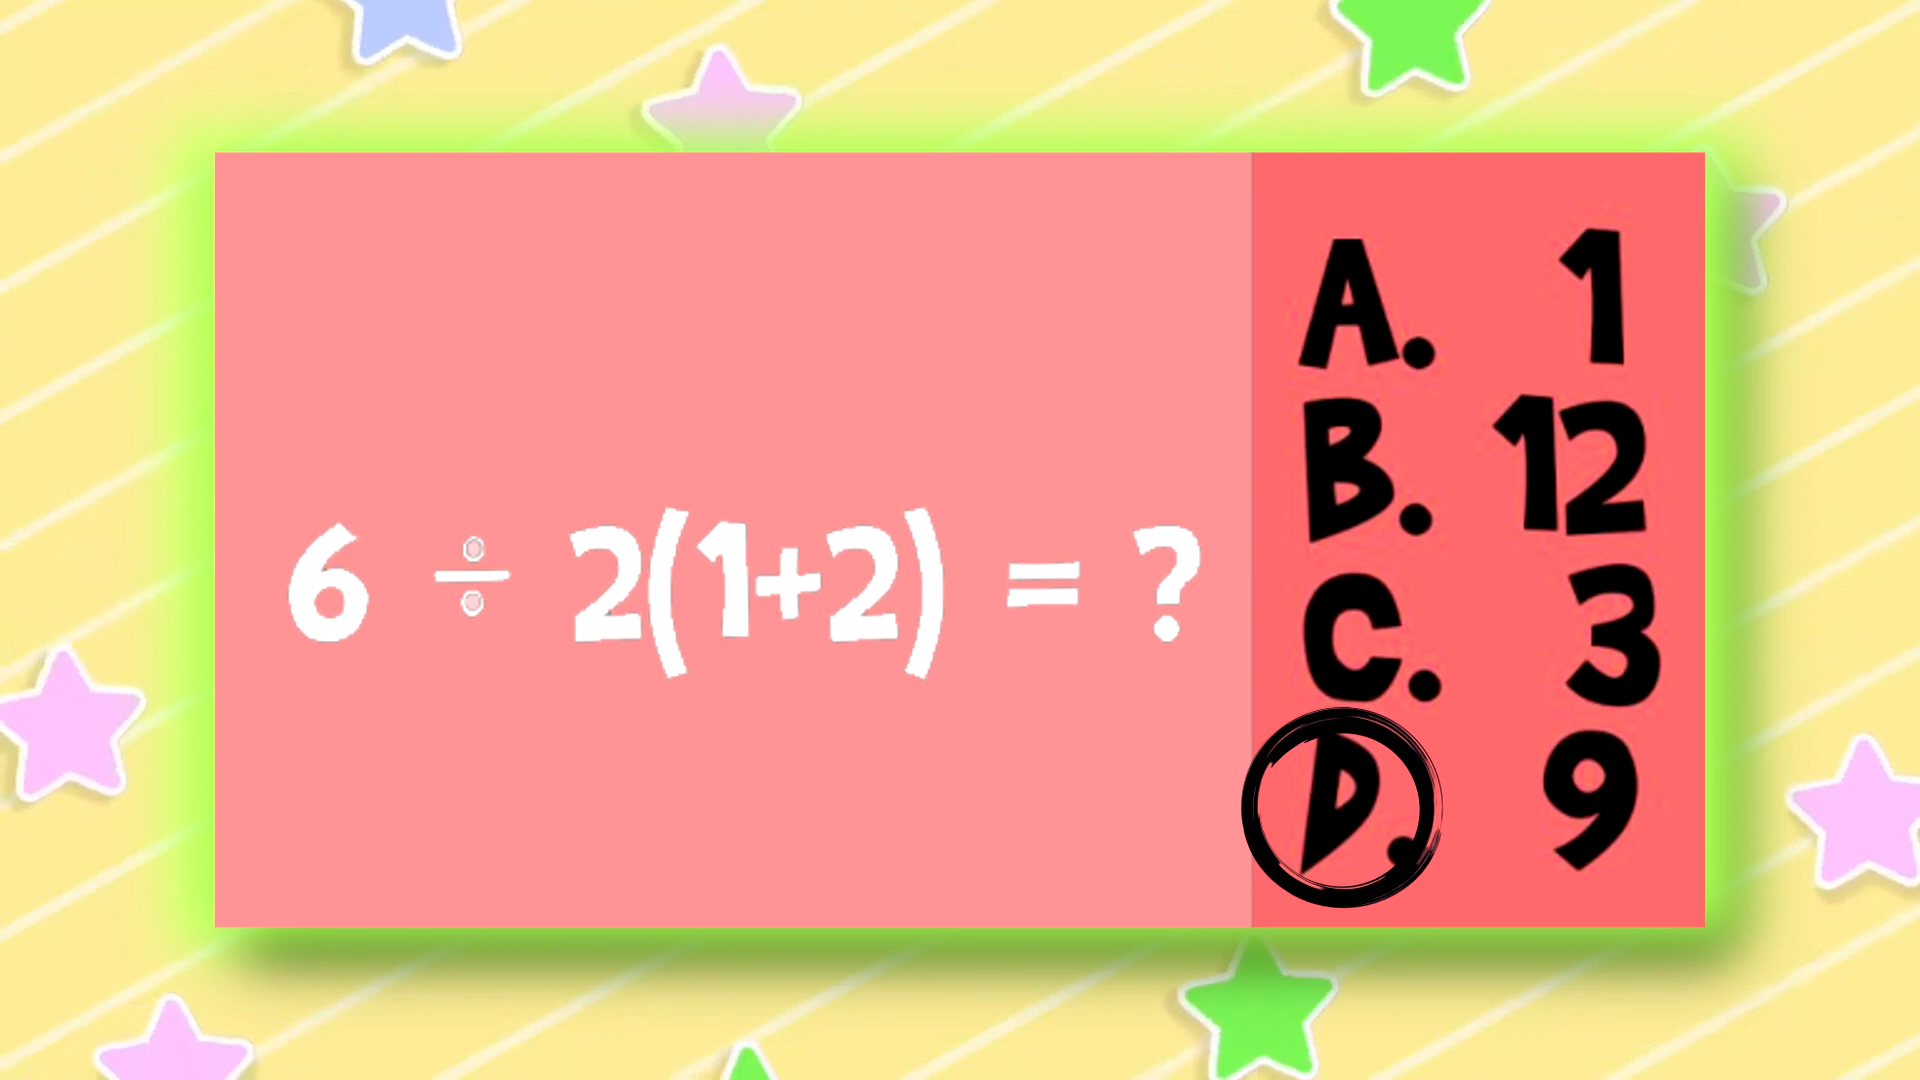 6 ÷ 2(1+2) = ?
A. 1
B. 12
C. 3
D. 9